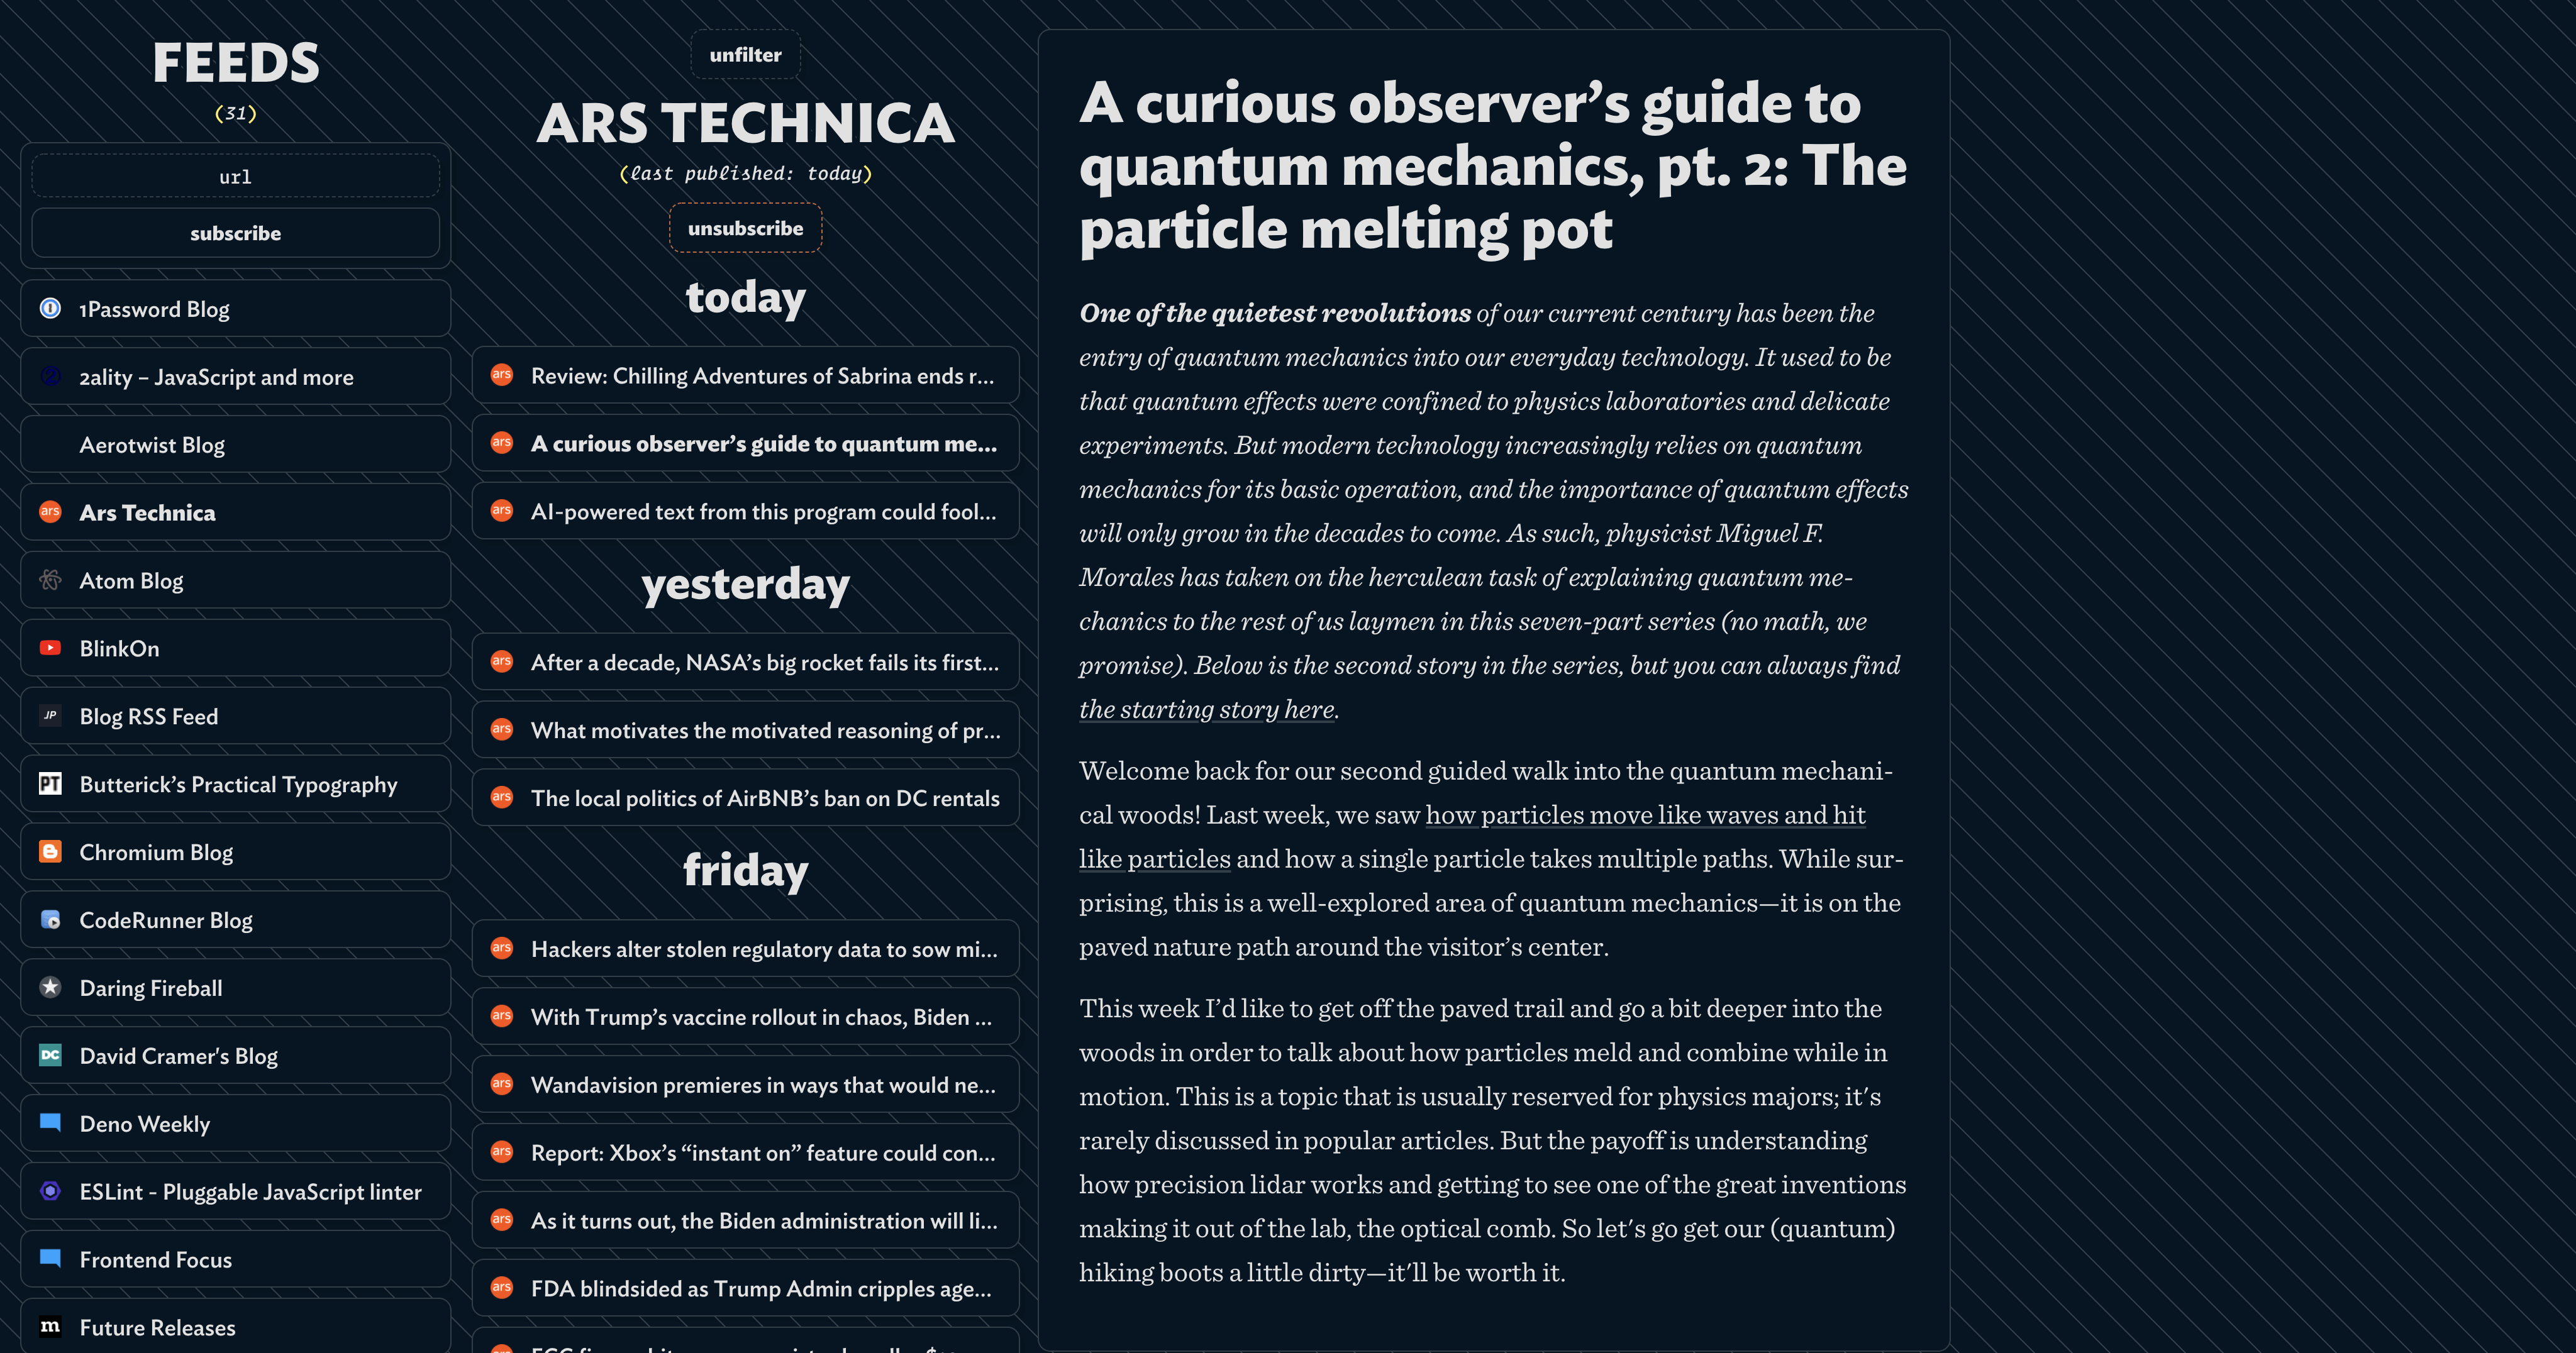 FEEDS
(31)
url
subscribe
1Password Blog
2ality – JavaScript and more
Aerotwist Blog
ars
Ars Technica
Atom Blog
BlinkOn
JP
Blog RSS Feed
PT
Butterick’s Practical Typography
Chromium Blog
CodeRunner Blog
Daring Fireball
DC
David Cramer's Blog
Deno Weekly
ESLint - Pluggable JavaScript linter
Frontend Focus
m
Future Releases
unfilter
ARS TECHNICA
(last published: today)
unsubscribe
today
ars
Review: Chilling Adventures of Sabrina ends r...
ars
A curious observer’s guide to quantum me...
ars
AI-powered text from this program could fool...
yesterday
ars
After a decade, NASA’s big rocket fails its first...
ars
What motivates the motivated reasoning of pr...
ars
The local politics of AirBNB’s ban on DC rentals
friday
ars
Hackers alter stolen regulatory data to sow mi...
ars
With Trump’s vaccine rollout in chaos, Biden ...
ars
Wandavision premieres in ways that would ne...
ars
Report: Xbox’s “instant on” feature could con...
ars
As it turns out, the Biden administration will li...
ars
FDA blindsided as Trump Admin cripples age...
A curious observer’s guide to
quantum mechanics, pt. 2: The
particle melting pot
One of the quietest revolutions of our current century has been the
entry of quantum mechanics into our everyday technology. It used to be
that quantum effects were confined to physics laboratories and delicate
experiments. But modern technology increasingly relies on quantum
mechanics for its basic operation, and the importance of quantum effects
will only grow in the decades to come. As such, physicist Miguel F.
Morales has taken on the herculean task of explaining quantum me-
chanics to the rest of us laymen in this seven-part series (no math, we
promise). Below is the second story in the series, but you can always find
the starting story here.
Welcome back for our second guided walk into the quantum mechani-
cal woods! Last week, we saw how particles move like waves and hit
like particles and how a single particle takes multiple paths. While sur-
prising, this is a well-explored area of quantum mechanics—it is on the
paved nature path around the visitor’s center.
This week I’d like to get off the paved trail and go a bit deeper into the
woods in order to talk about how particles meld and combine while in
motion. This is a topic that is usually reserved for physics majors; it's
rarely discussed in popular articles. But the payoff is understanding
how precision lidar works and getting to see one of the great inventions
making it out of the lab, the optical comb. So let's go get our (quantum)
hiking boots a little dirty—it'll be worth it.